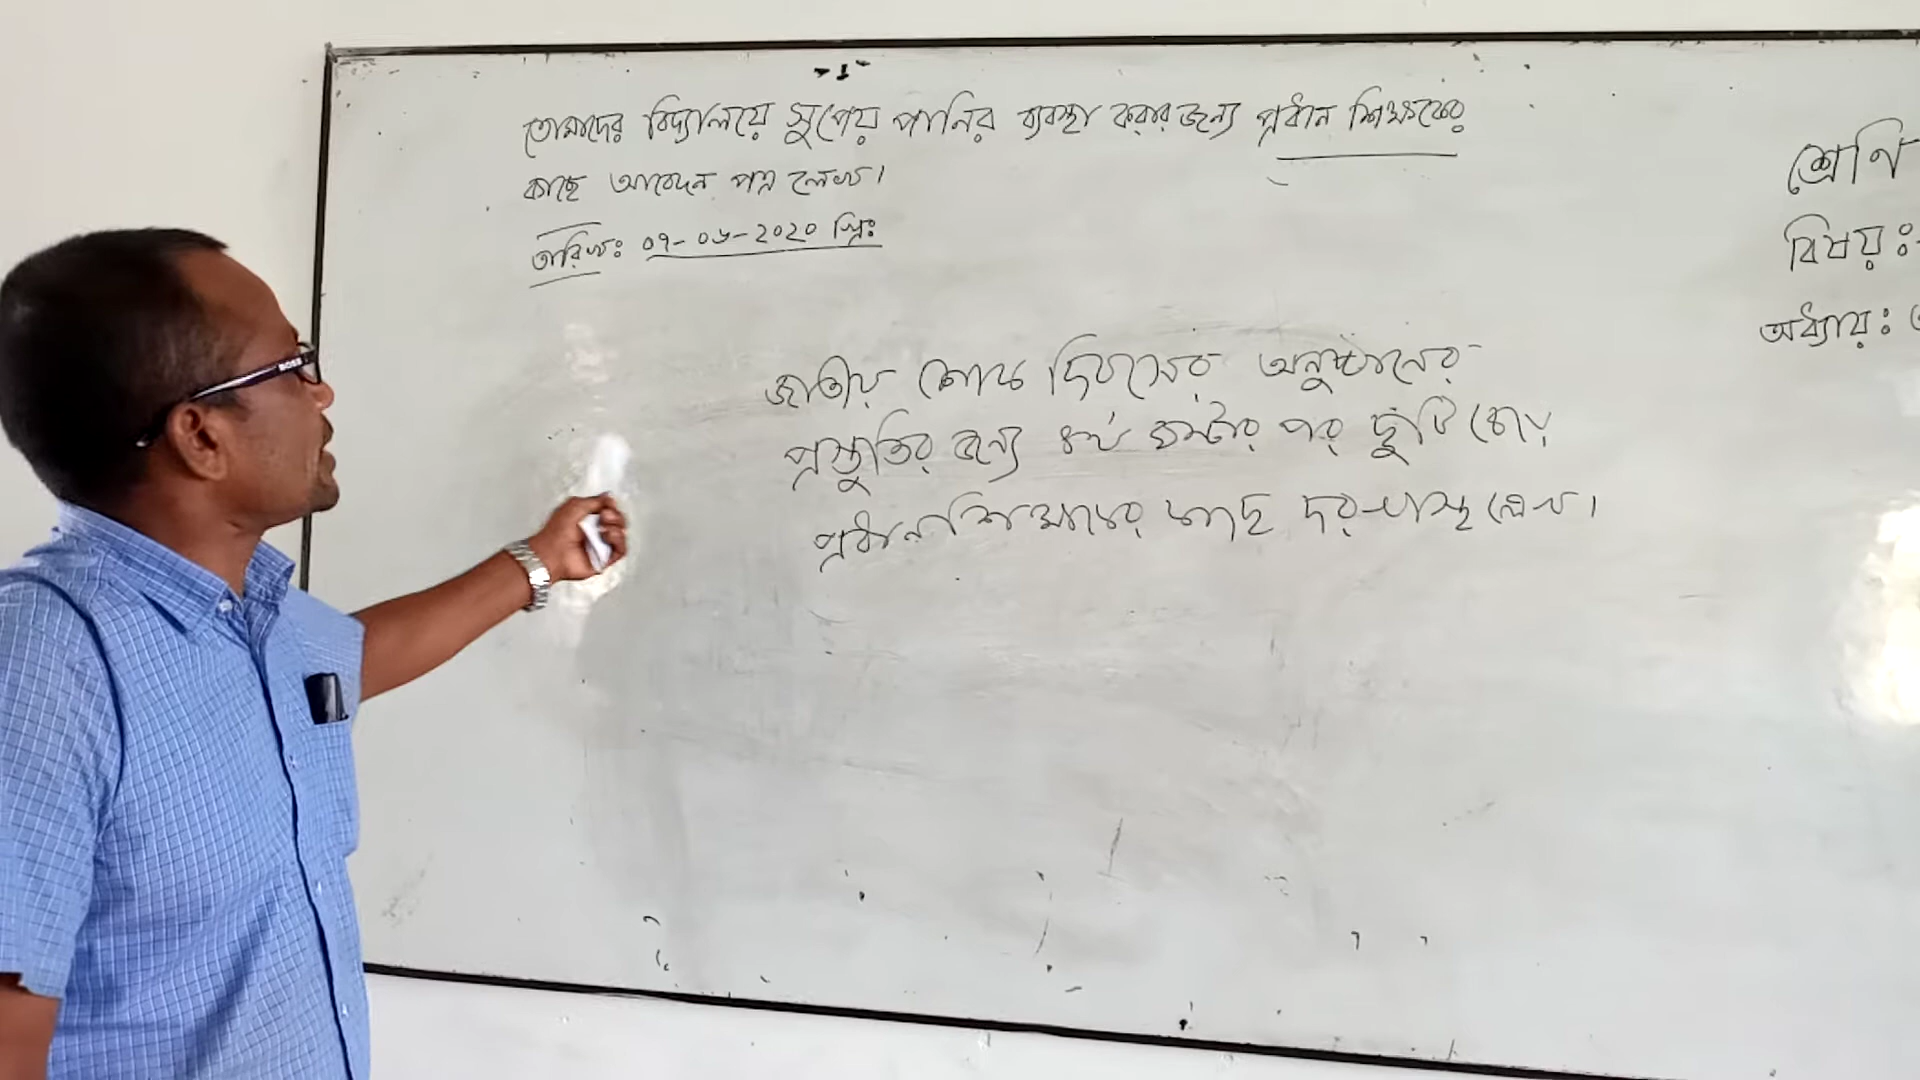 তোমাদের বিদ্যালয়ে সুপেয় পানির ব্যবস্থা করার জন্য প্রধান শিক্ষকের
কাছে আবেদন পত্র লেখ।
তারিখঃ ০৭-০৬-২০২০ খ্রিঃ
জাতীয় শোক দিবসের অনুষ্ঠানের
প্রস্তুতির জন্য ৪র্থ ঘন্টার পর ছুটি চেয়ে
প্রধান শিক্ষকের কাছে দরখাস্ত লেখ।
শ্রেণি
বিষয়ঃ
অধ্যায়ঃ